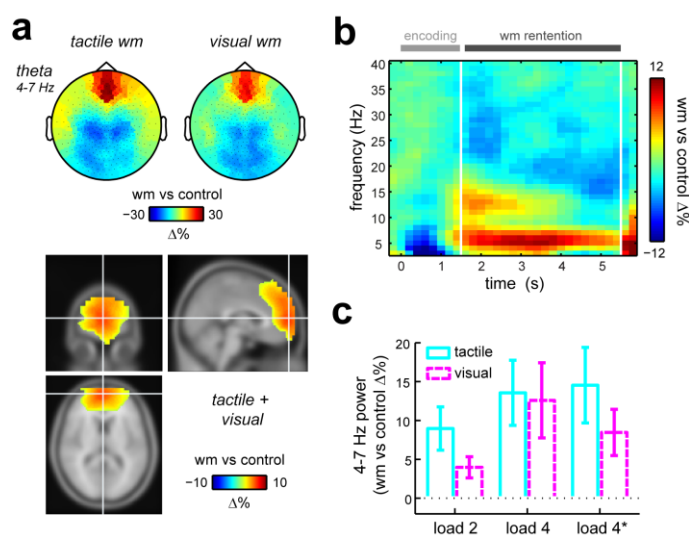 a
tactile wm
visual wm
theta
4-7 Hz
wm vs control
−30
30
Δ%
tactile +
visual
wm vs control
−10
10
Δ%
b
encoding
wm rentention
frequency (Hz)
40
35
30
25
20
15
10
5
0
1
2
3
4
5
time (s)
12
−12
wm vs control Δ%
c
4-7 Hz power
(wm vs control Δ%)
20
15
10
5
0
tactile
visual
load 2
load 4
load 4*